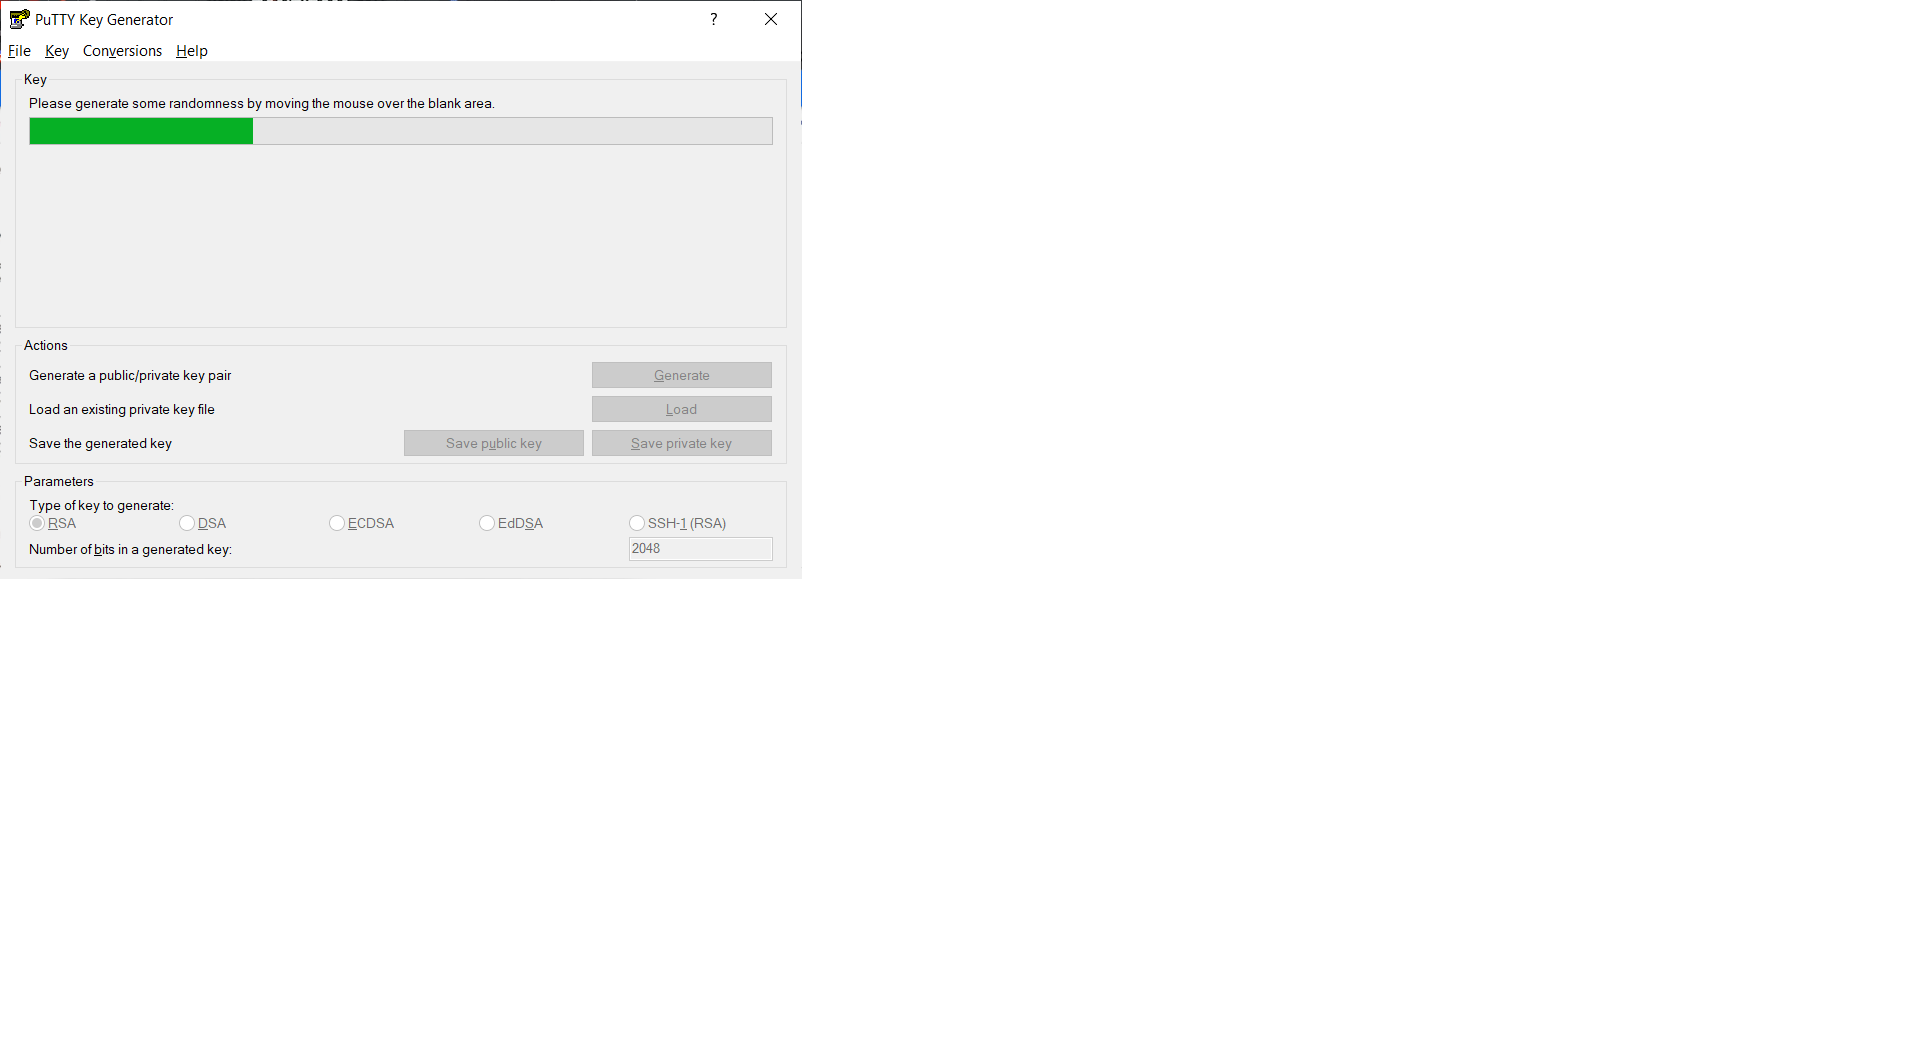 PuTTY Key Generator
?
File Key Conversions Help
Key
Please generate some randomness by moving the mouse over the blank area.
Actions
Generate a public/private key pair
Generate
Load an existing private key file
Load
Save the generated key
Save public key
Save private key
Parameters
Type of key to generate:
RSA DSA ECDSA EdDSA SSH-1 (RSA)
Number of bits in a generated key:
2048